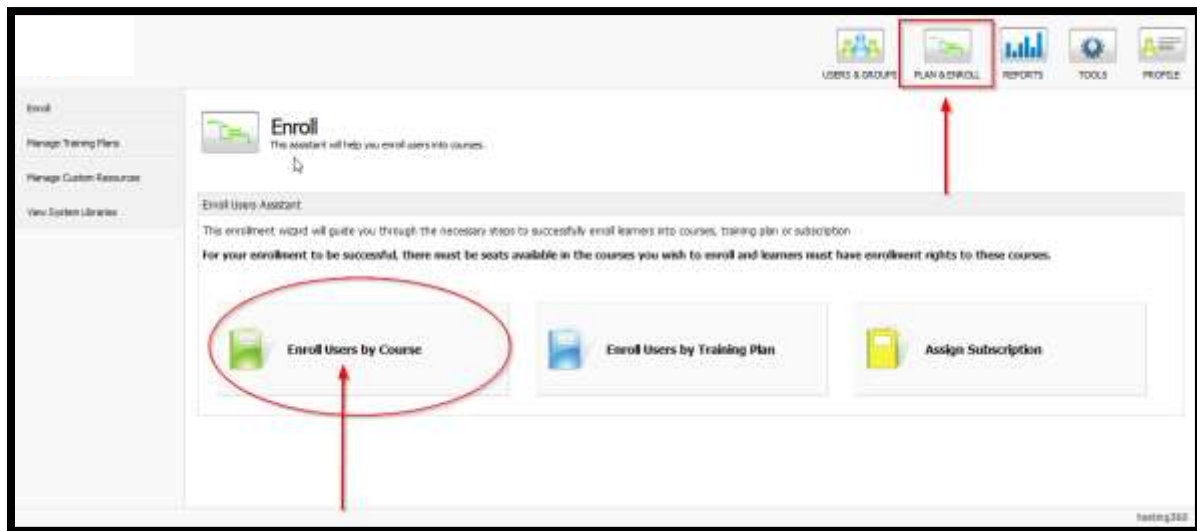 USERS & GROUPS
PLAN & ENROLL
REPORTS
TOOLS
PROFILE
Enroll
Manage Training Plans
Manage Custom Resources
View System Libraries
Enroll
This assistant will help you enroll users into courses.
Enroll Users Assistant
This enrollment wizard will guide you through the necessary steps to successfully enroll learners into courses, training plan or subscription
For your enrollment to be successful, there must be seats available in the courses you wish to enroll and learners must have enrollment rights to these courses.
Enroll Users by Course
Enroll Users by Training Plan
Assign Subscription